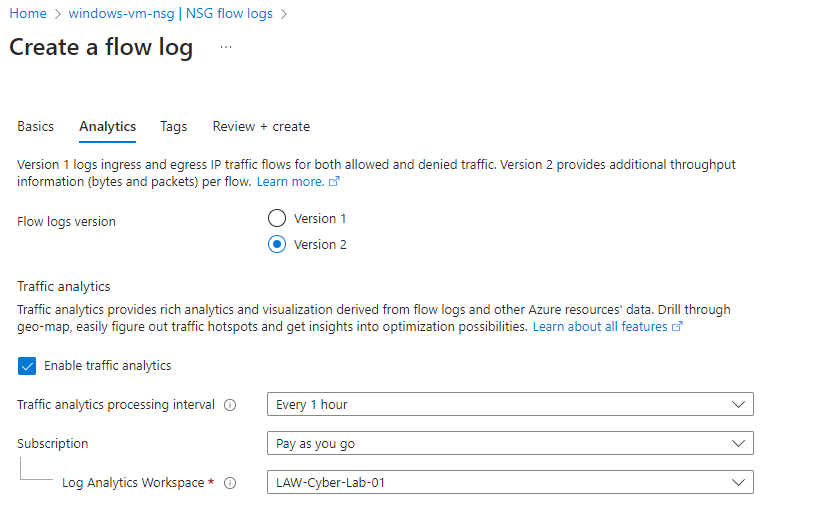 Home > windows-vm-nsg | NSG flow logs >
Create a flow log ...
Basics Analytics Tags Review + create
Version 1 logs ingress and egress IP traffic flows for both allowed and denied traffic. Version 2 provides additional throughput
information (bytes and packets) per flow. Learn more.
Flow logs version
Version 1
Version 2
Traffic analytics
Traffic analytics provides rich analytics and visualization derived from flow logs and other Azure resources' data. Drill through
geo-map, easily figure out traffic hotspots and get insights into optimization possibilities. Learn about all features
Enable traffic analytics
Traffic analytics processing interval Every 1 hour
Subscription Pay as you go
Log Analytics Workspace * LAW-Cyber-Lab-01